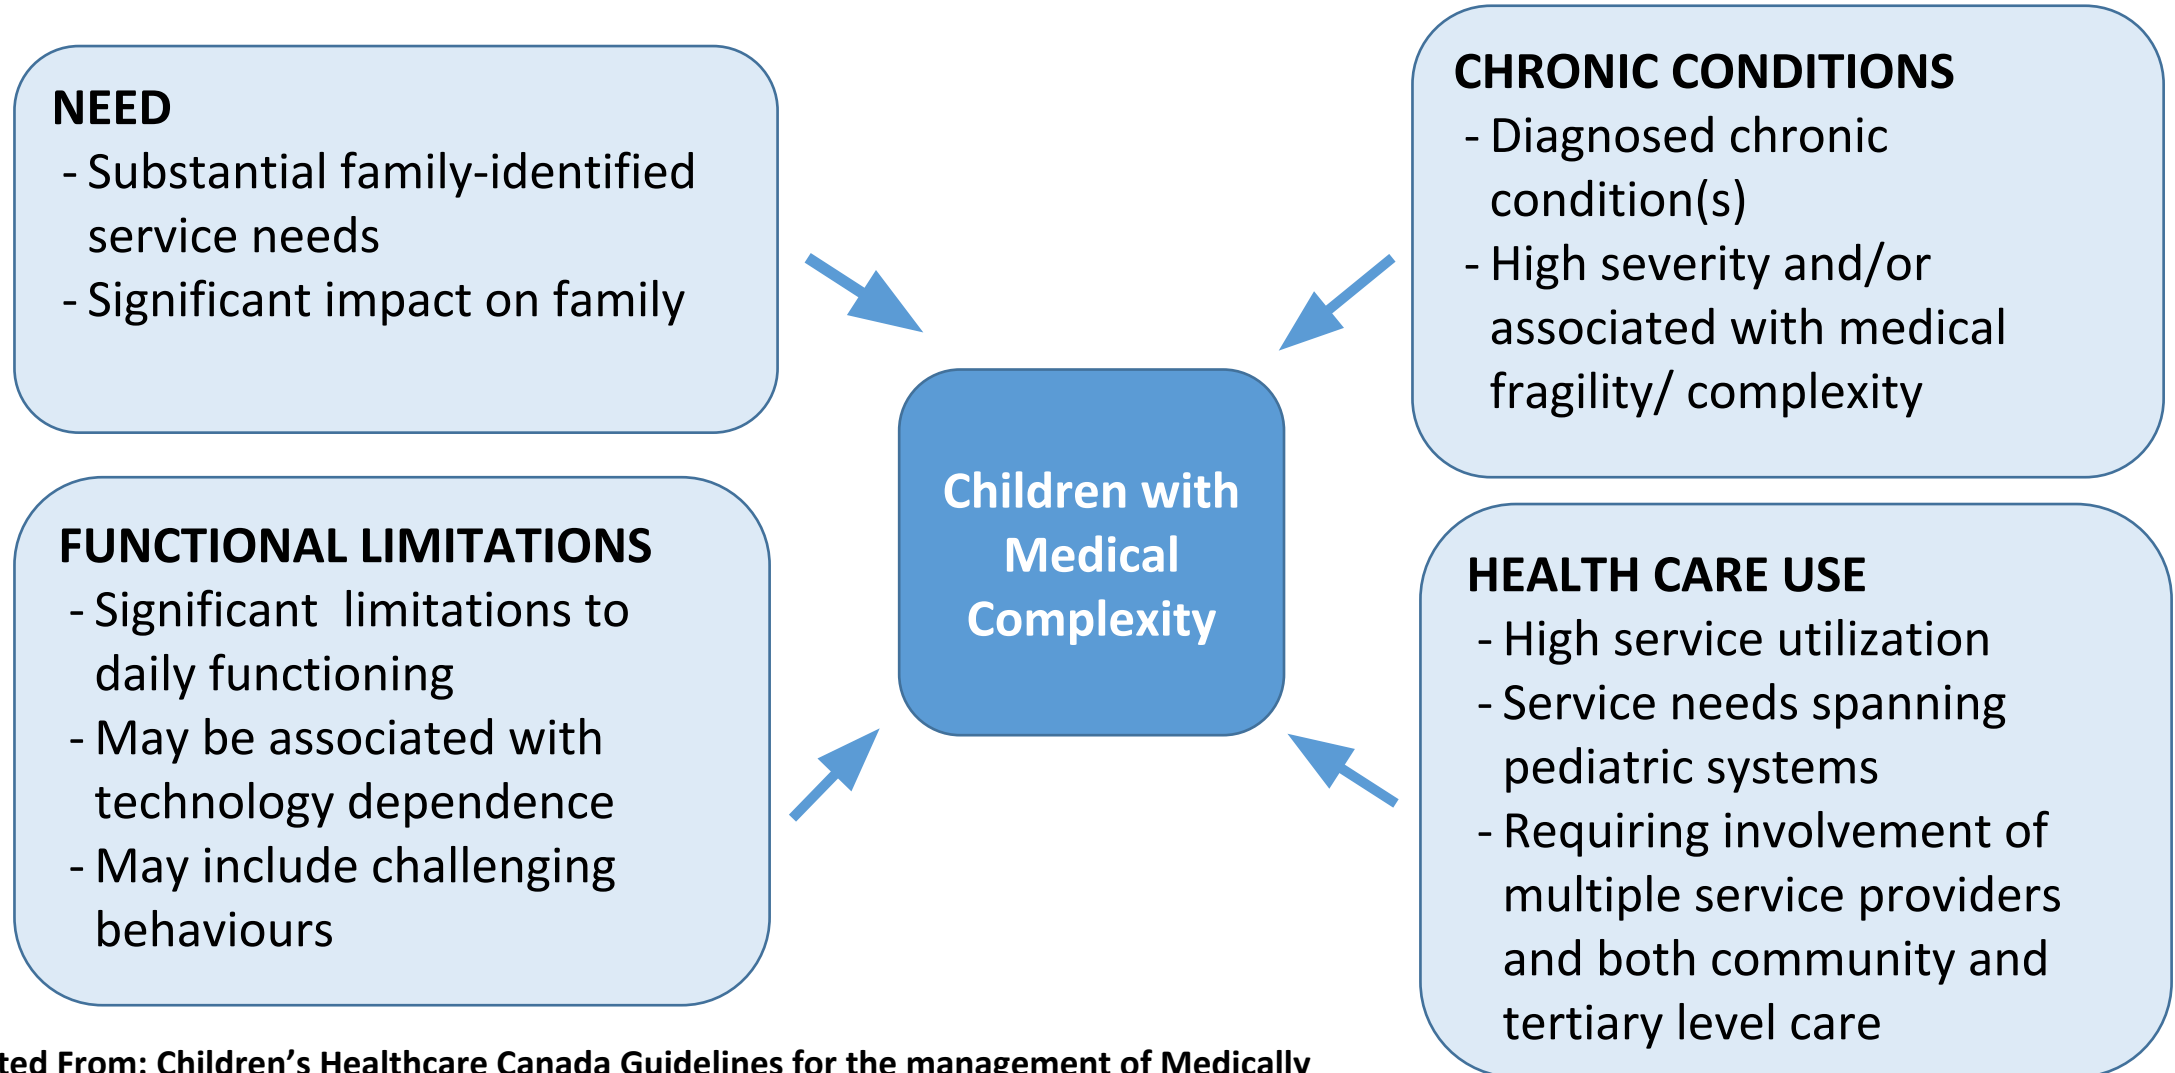 NEED
- Substantial family-identified
service needs
- Significant impact on family
CHRONIC CONDITIONS
- Diagnosed chronic
condition(s)
- High severity and/or
associated with medical
fragility/ complexity
Children with
Medical
Complexity
FUNCTIONAL LIMITATIONS
- Significant  limitations to
daily functioning
- May be associated with
technology dependence
- May include challenging
behaviours
HEALTH CARE USE
- High service utilization
- Service needs spanning
pediatric systems
- Requiring involvement of
multiple service providers
and both community and
tertiary level care
From: Children's Healthcare Canada Guidelines for the management of Medically